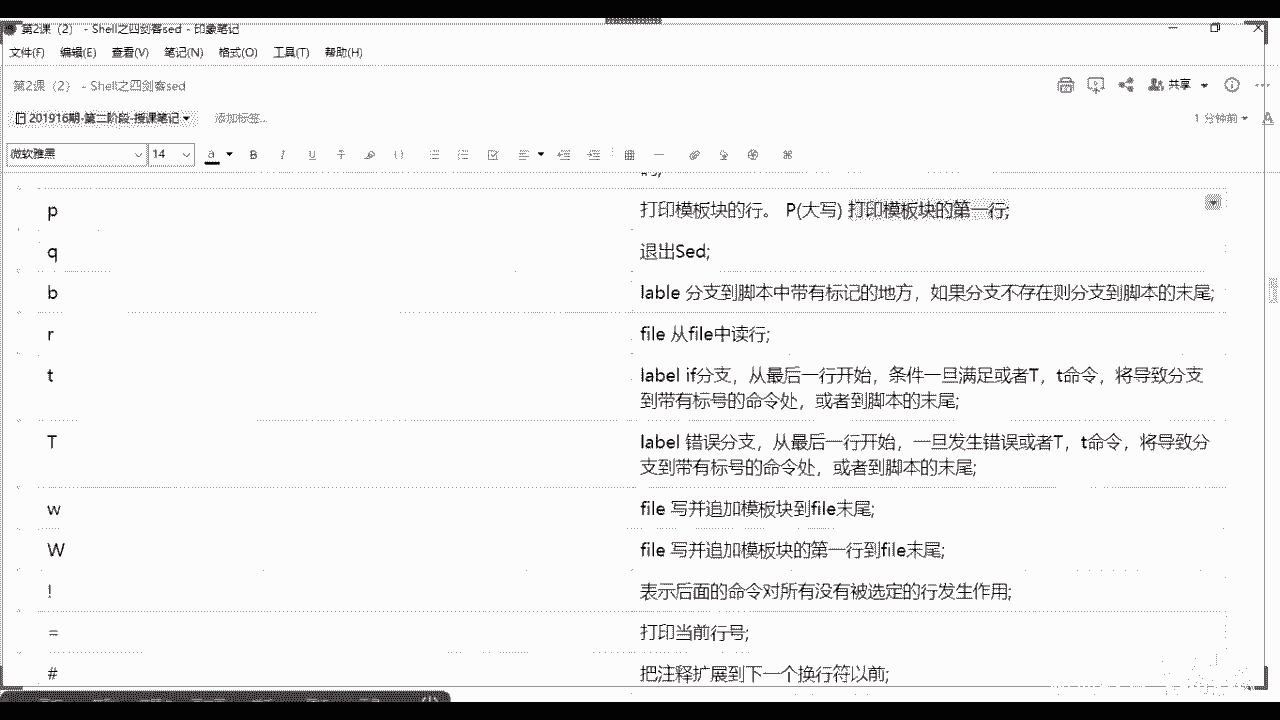 第2课（2） - Shell之四剑客sed - 印象笔记
文件(F) 编辑(E) 查看(V) 笔记(N) 格式(O) 工具(T) 帮助(H)
第2课（2） - Shell之四剑客sed
共享
201916期-第二阶段-授课笔记 添加标签...
1 分钟前
微软雅黑 14
p 打印模板块的行。 P(大写) 打印模板块的第一行;
q 退出Sed;
b lable 分支到脚本中带有标记的地方，如果分支不存在则分支到脚本的末尾;
r file 从file中读行;
t label if分支，从最后一行开始，条件一旦满足或者T，t命令，将导致分支
到带有标号的命令处，或者到脚本的末尾;
T label 错误分支，从最后一行开始，一旦发生错误或者T，t命令，将导致分
支到带有标号的命令处，或者到脚本的末尾;
w file 写并追加模板块到file末尾;
W file 写并追加模板块的第一行到file末尾;
! 表示后面的命令对所有没有被选定的行发生作用;
= 打印当前行号;
# 把注释扩展到下一个换行符以前;